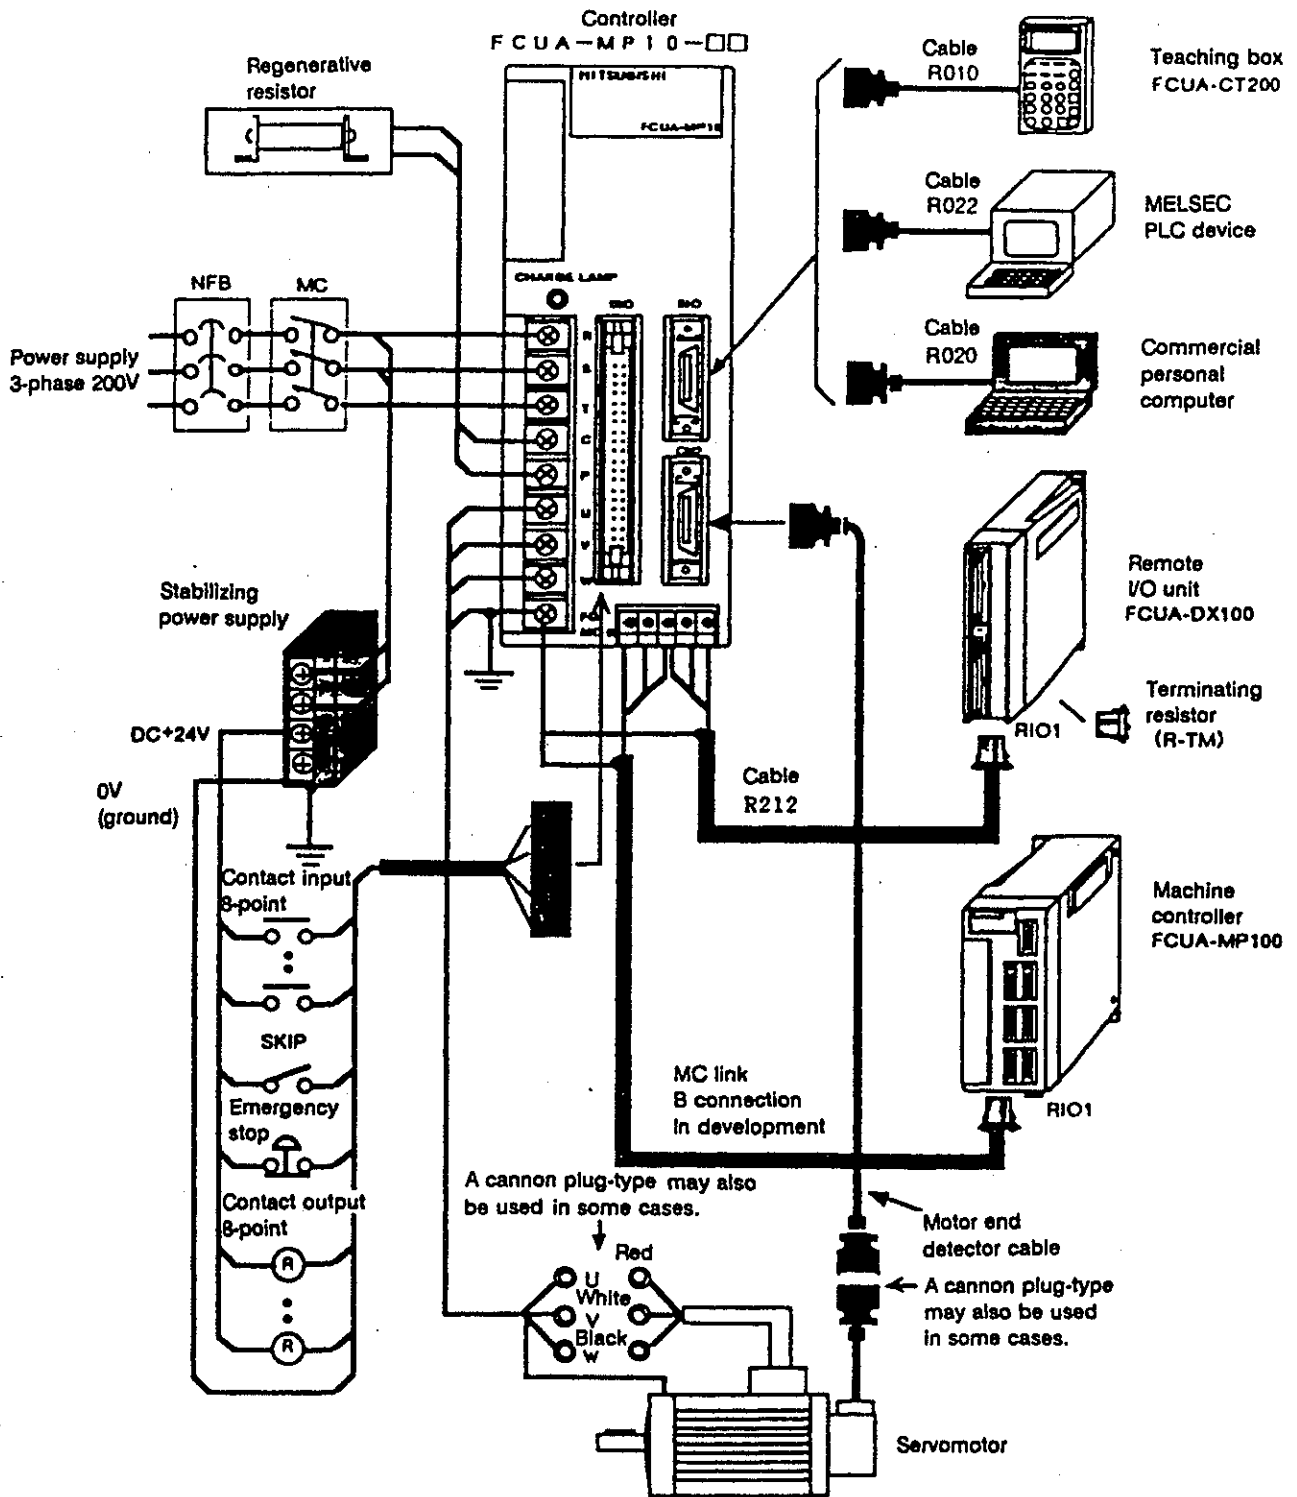 Controller
FCUA-MP10-□□
Regenerative
resistor
MITSUBISHI
FCUA-MP10
Cable
R010
Teaching box
FCUA-CT200
Cable
R022
MELSEC
PLC device
CHARGE LAMP
NFB
MC
Power supply
3-phase 200V
R
S
T
C
P
U
V
W
Cable
R020
Commercial
personal
computer
Remote
I/O unit
FCUA-DX100
Stabilizing
power supply
Terminating
resistor
(R-TM)
RIO1
DC+24V
0V
(ground)
Cable
R212
Contact input
8-point
Machine
controller
FCUA-MP100
SKIP
Emergency
stop
MC link
B connection
In development
RIO1
Contact output
8-point
A cannon plug-type may also
be used in some cases.
Motor end
detector cable
Red
U
White
V
Black
W
A cannon plug-type
may also be used
in some cases.
R
R
Servomotor